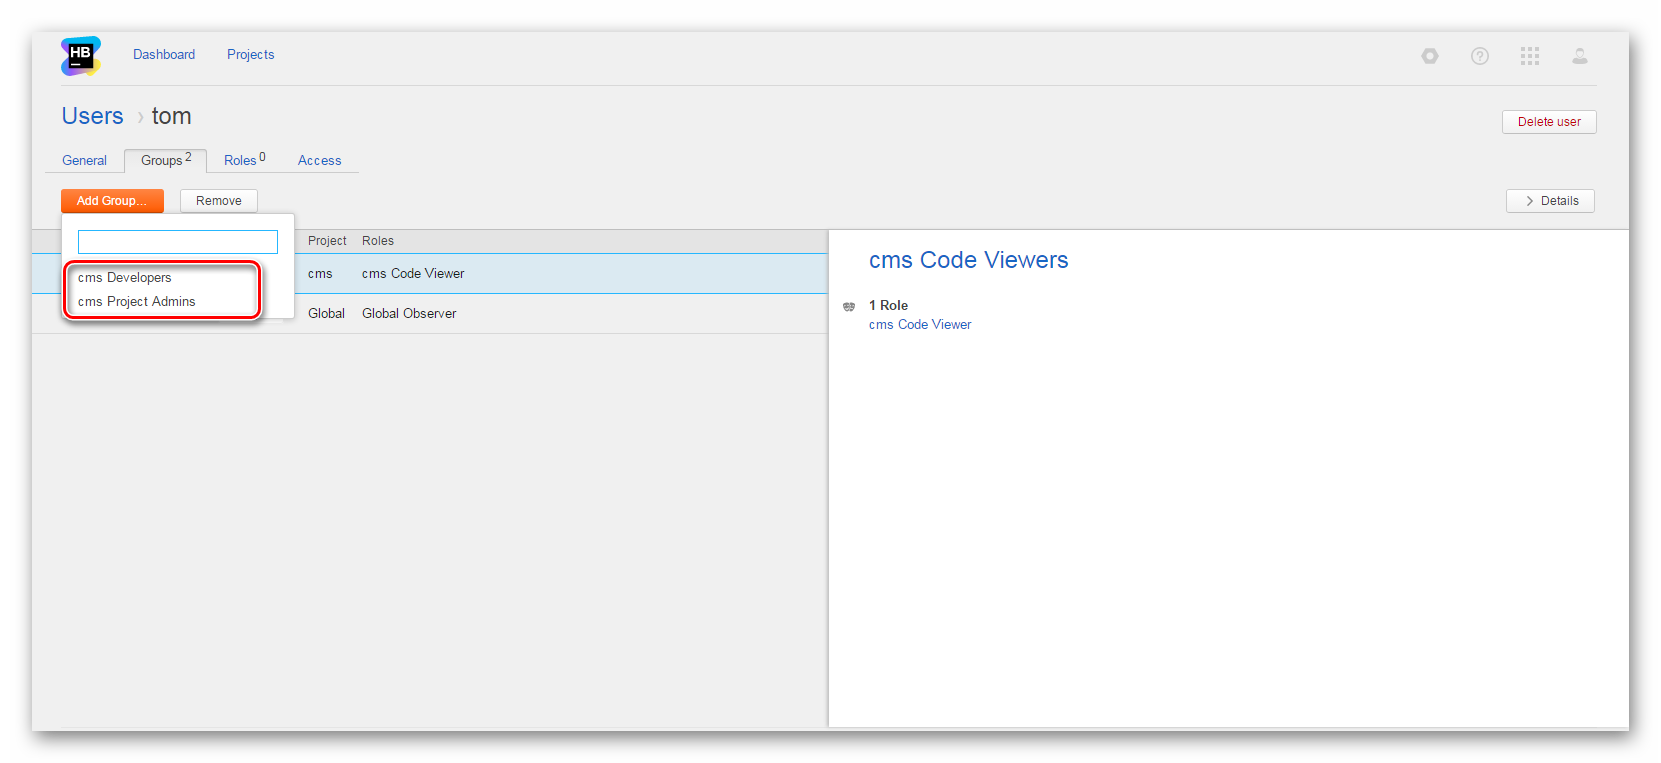 HB
Dashboard Projects
Users › tom
Delete user
General Groups 2 Roles 0 Access
Add Group... Remove
Details
Project Roles
cms Developers
cms Project Admins
cms cms Code Viewer
Global Global Observer
cms Code Viewers
1 Role
cms Code Viewer